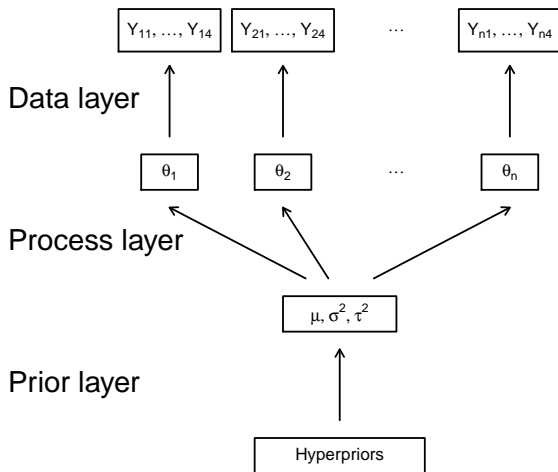 Y11, ..., Y14 Y21, ..., Y24 ... Yn1, ..., Yn4
Data layer
θ1 θ2 ... θn
Process layer
μ, σ², τ²
Prior layer
Hyperpriors